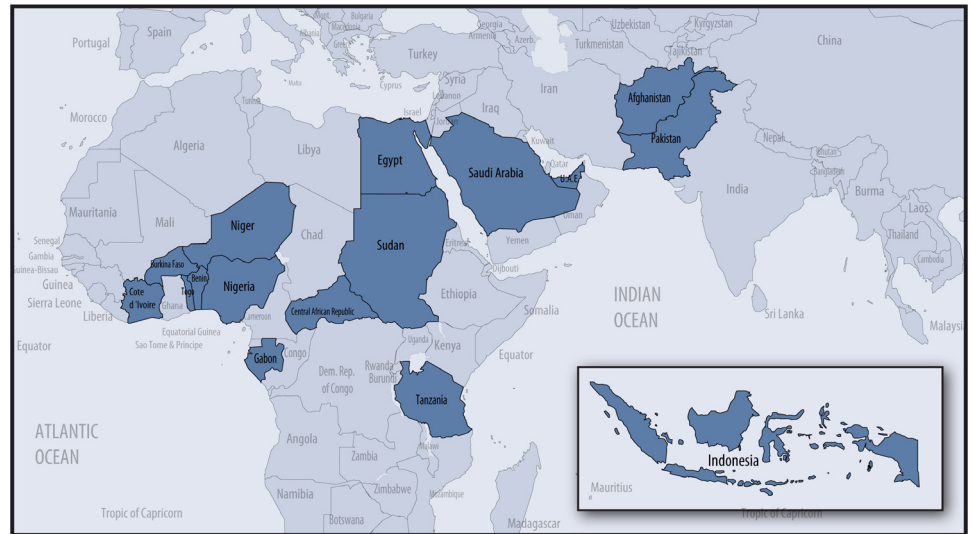 Portugal
Spain
Mont.
Bulgaria
Macedonia
Albania
Greece
Georgia
Armenia
Azerb.
Uzbekistan
Kyrgyzstan
Turkmenistan
Tajikistan
China
Turkey
Malta
Cyprus
Syria
Lebanon
Israel
Jordan
Iraq
Iran
Afghanistan
Pakistan
Nepal
Bhutan
Bangladesh
India
Burma
Laos
Thailand
Cambodia
Sri Lanka
Malaysi
Morocco
Algeria
Tunisia
Libya
Egypt
Saudi Arabia
Kuwait
Qatar
U.A.E.
Oman
Yemen
Mauritania
Mali
Niger
Chad
Sudan
Eritrea
Djibouti
Ethiopia
Somalia
Senegal
Gambia
Guinea-Bissau
Guinea
Sierra Leone
Liberia
Cote
d 'Ivoire
Burkina Faso
Ghana
Togo
Benin
Nigeria
Cameroon
Central African Republic
Equatorial Guinea
Sao Tome & Principe
Equator
Gabon
Congo
Dem. Rep.
of Congo
Uganda
Kenya
Equator
Rwanda
Burundi
Tanzania
INDIAN
OCEAN
ATLANTIC
OCEAN
Angola
Zambia
Malawi
Mozambique
Zimbabwe
Namibia
Botswana
Madagascar
Mauritius
Tropic of Capricorn
Tropic of Capricorn
Indonesia